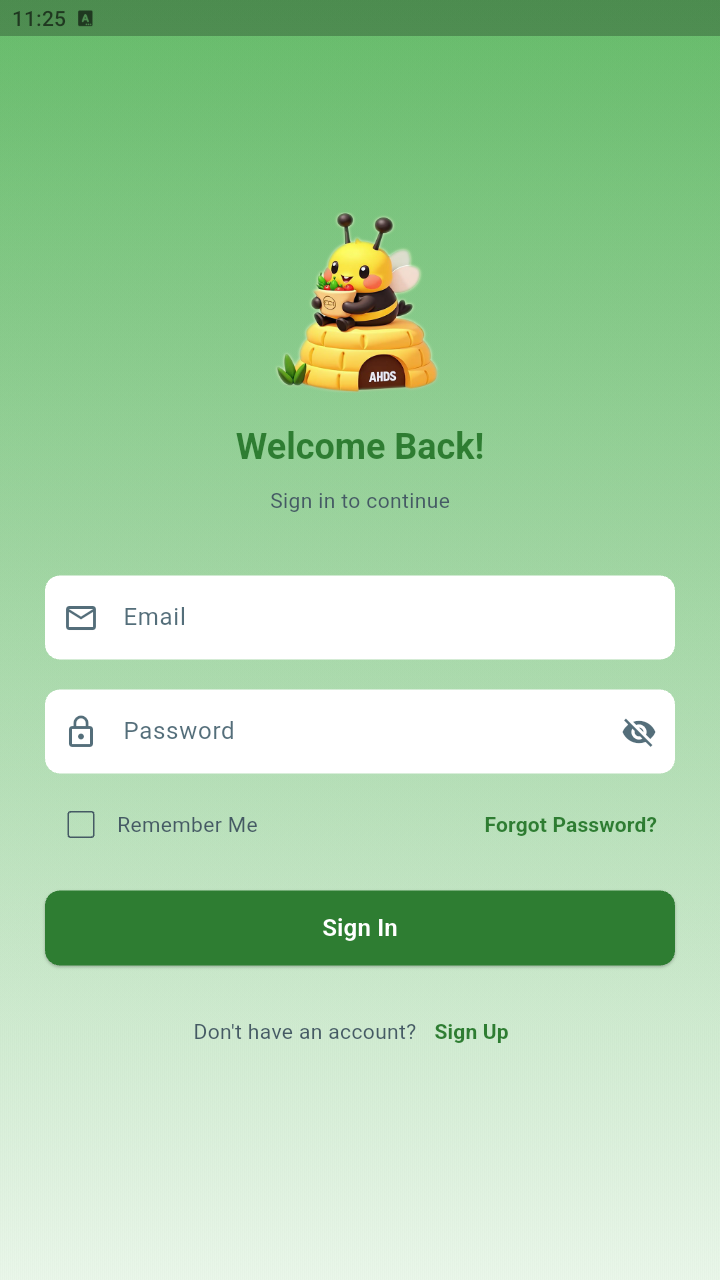 11:25
AHDS
Welcome Back!
Sign in to continue
Email
Password
Remember Me Forgot Password?
Sign In
Don't have an account? Sign Up